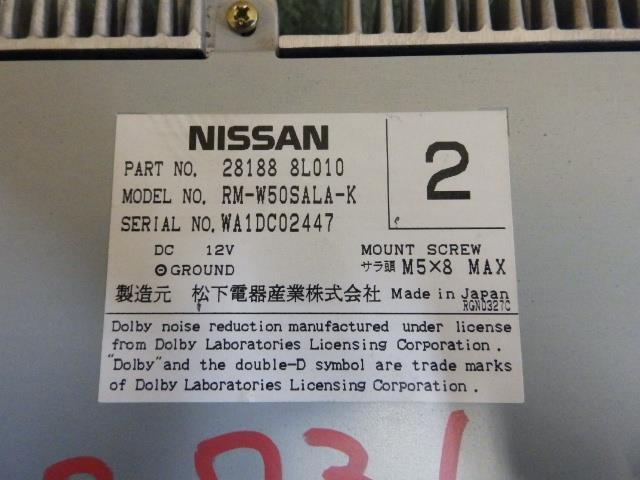 NISSAN
2
PART NO. 28188 8L010
MODEL NO. RM-W50SALA-K
SERIAL NO. WA1DC02447
DC 12V
MOUNT SCREW
⊖GROUND
サラ頭 M5×8 MAX
製造元 松下電器産業株式会社 Made in Japan
RGND327C
Dolby noise reduction manufactured under license
from Dolby Laboratories Licensing Corporation.
"Dolby" and the double-D symbol are trade marks
of Dolby Laboratories Licensing Corporation.